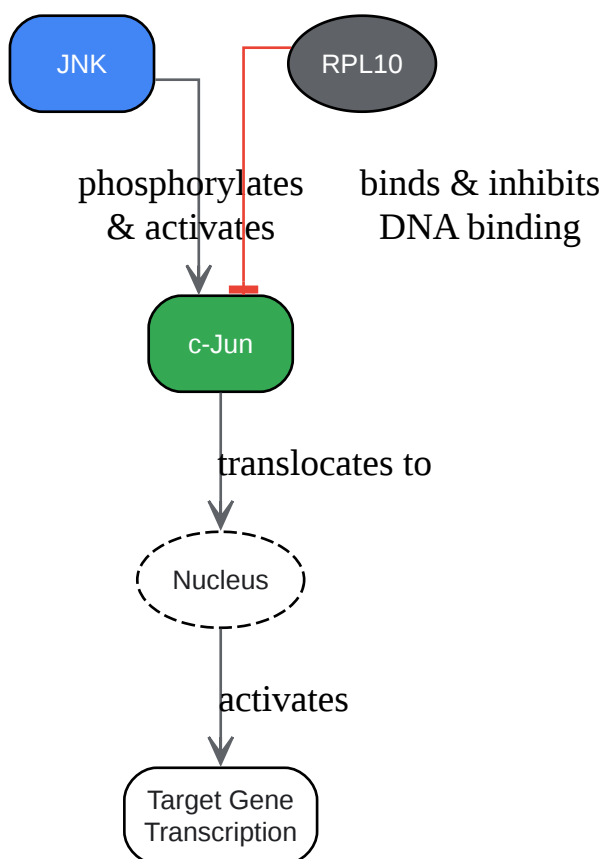 JNK
RPL10
phosphorylates
& activates
binds & inhibits
DNA binding
c-Jun
translocates to
Nucleus
activates
Target Gene
Transcription